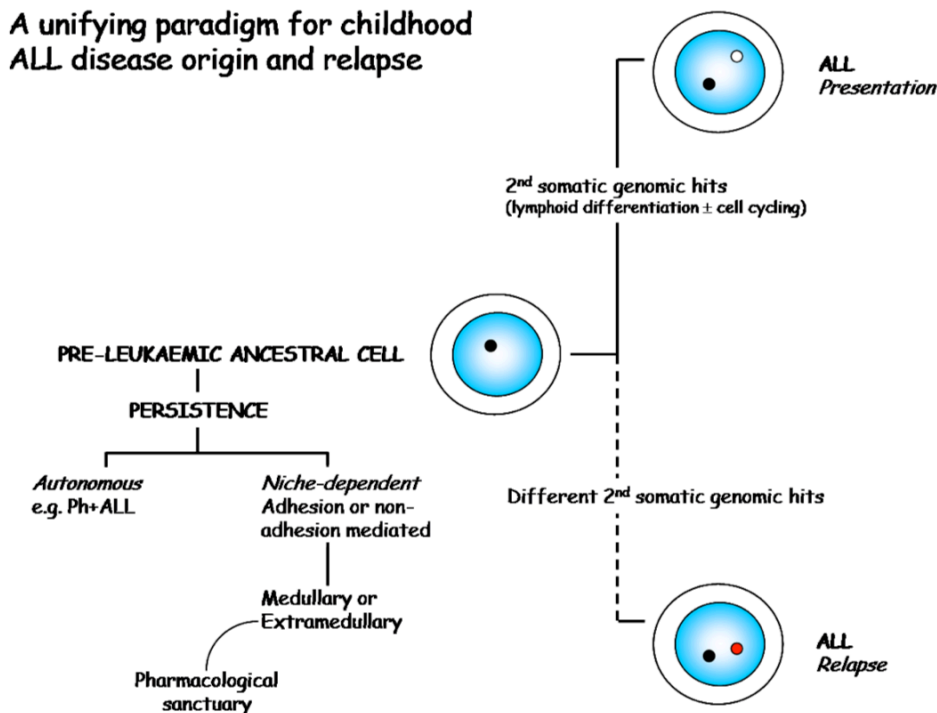 A unifying paradigm for childhood
ALL disease origin and relapse
ALL
Presentation
2nd somatic genomic hits
(lymphoid differentiation ± cell cycling)
PRE-LEUKAEMIC ANCESTRAL CELL
PERSISTENCE
Autonomous
e.g. Ph+ALL
Niche-dependent
Adhesion or non-
adhesion mediated
Different 2nd somatic genomic hits
Medullary or
Extramedullary
Pharmacological
sanctuary
ALL
Relapse